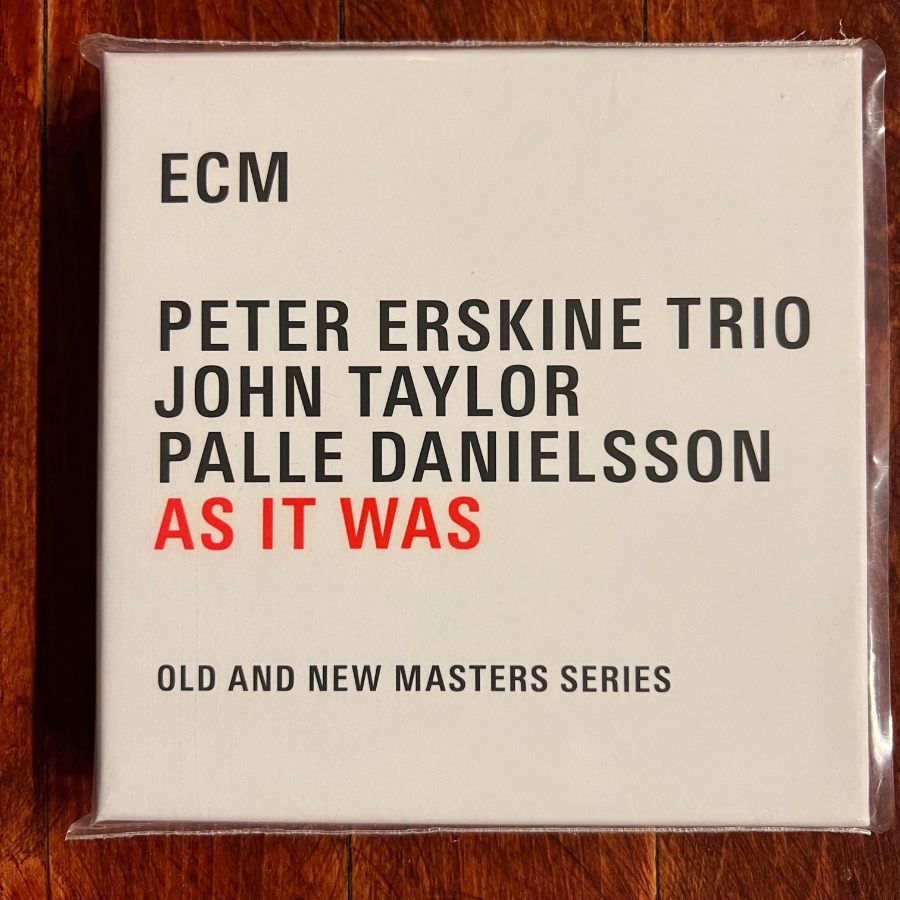 ECM
PETER ERSKINE TRIO
JOHN TAYLOR
PALLE DANIELSSON
AS IT WAS
OLD AND NEW MASTERS SERIES